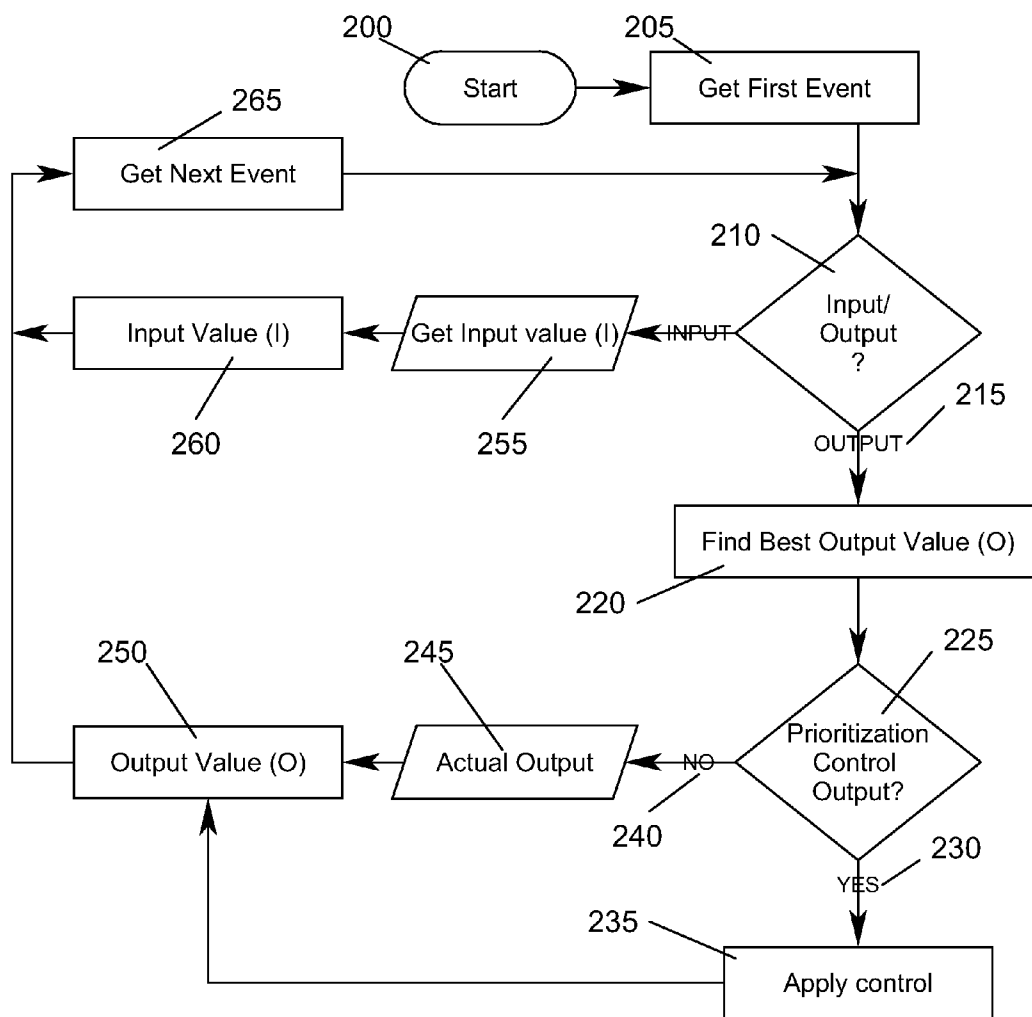 200
205
Start
Get First Event
265
Get Next Event
210
Input/
Output
?
INPUT
Get Input value (I)
Input Value (I)
260
255
215
OUTPUT
Find Best Output Value (O)
220
225
Prioritization
Control
Output?
250
245
NO
Actual Output
Output Value (O)
240
230
YES
235
Apply control